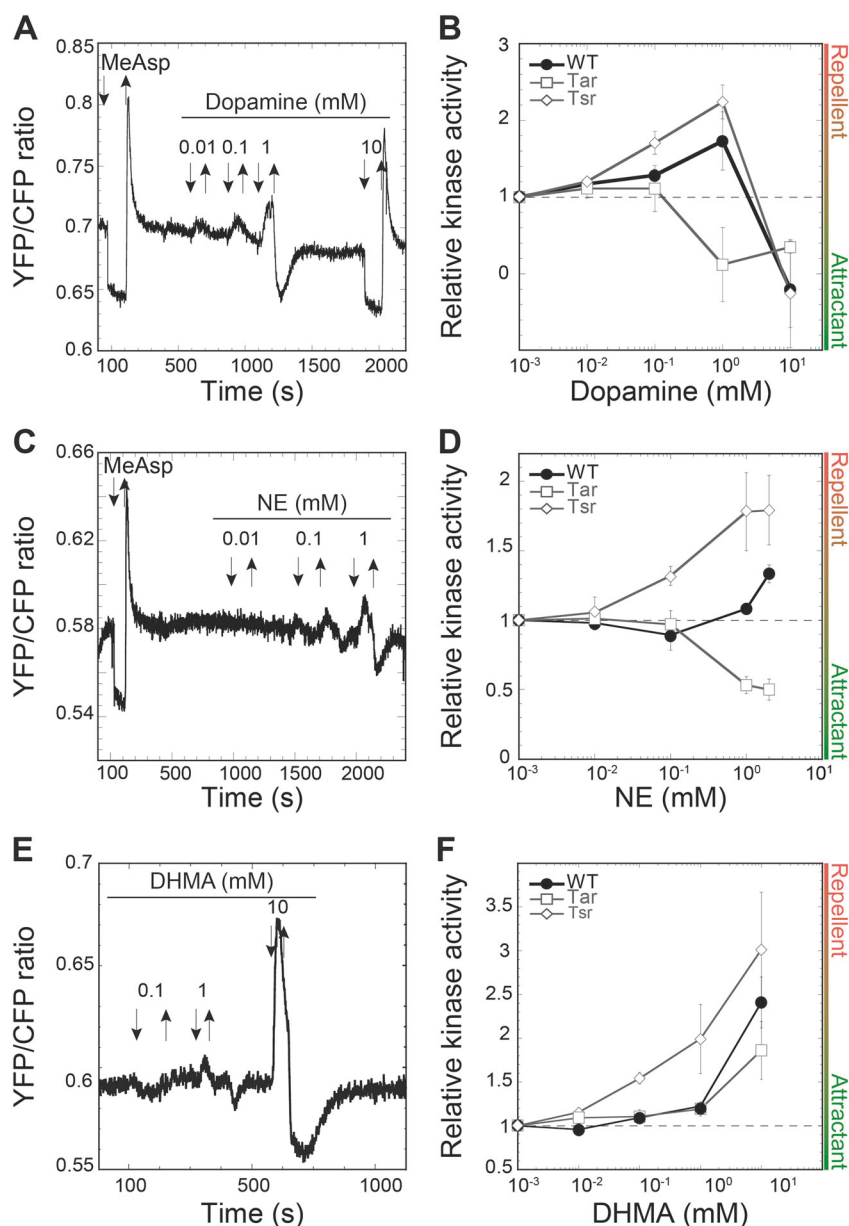 A
0.85
0.8
0.75
0.7
0.65
0.6
YFP/CFP ratio
MeAsp
Dopamine (mM)
0.01 0.1 1 10
100 500 1000 1500 2000
Time (s)
B
3
2
1
0
Relative kinase activity
WT
Tar
Tsr
10⁻³ 10⁻² 10⁻¹ 10⁰ 10¹
Dopamine (mM)
Repellent
Attractant
C
0.66
0.62
0.58
0.54
YFP/CFP ratio
MeAsp
NE (mM)
0.01 0.1 1
100 500 1000 1500 2000
Time (s)
D
2
1.5
1
0.5
0
Relative kinase activity
WT
Tar
Tsr
10⁻³ 10⁻² 10⁻¹ 10⁰ 10¹
NE (mM)
Repellent
Attractant
E
0.7
0.65
0.6
0.55
YFP/CFP ratio
DHMA (mM)
10
0.1 1
100 500 1000
Time (s)
F
3.5
3
2.5
2
1.5
1
0.5
Relative kinase activity
WT
Tar
Tsr
10⁻³ 10⁻² 10⁻¹ 10⁰ 10¹
DHMA (mM)
Repellent
Attractant